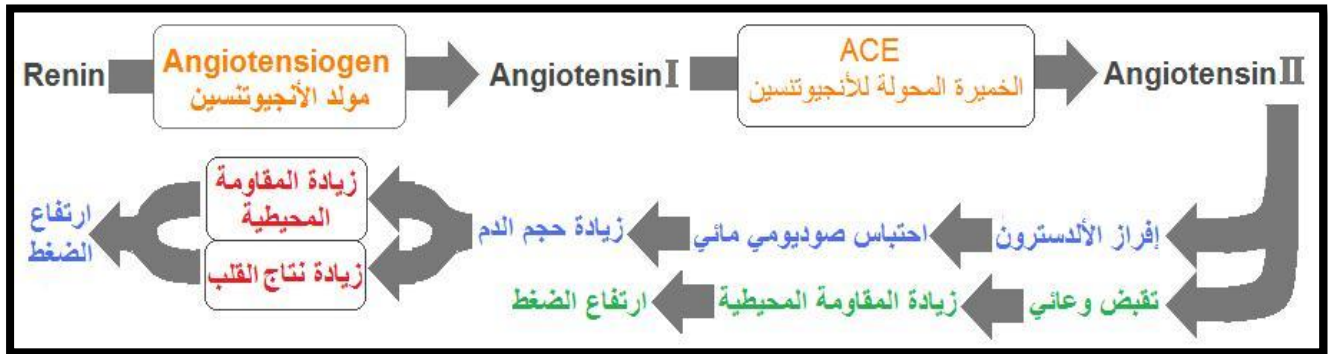 Renin
Angiotensiogen
مولد الأنجيوتنسين
Angiotensin I
ACE
الخميرة المحولة للأنجيوتنسين
Angiotensin II
إفراز الألدسترون
احتباس صوديومي مائي
زيادة حجم الدم
زيادة المقاومة
المحيطية
زيادة نتاج القلب
ارتفاع
الضغط
تقبض وعائي
زيادة المقاومة المحيطية
ارتفاع الضغط